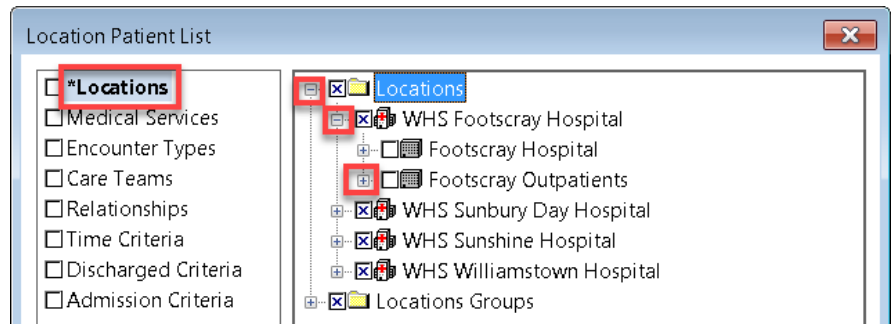 Location Patient List
*Locations
Medical Services
Encounter Types
Care Teams
Relationships
Time Criteria
Discharged Criteria
Admission Criteria
Locations
WHS Footscray Hospital
Footscray Hospital
Footscray Outpatients
WHS Sunbury Day Hospital
WHS Sunshine Hospital
WHS Williamstown Hospital
Locations Groups